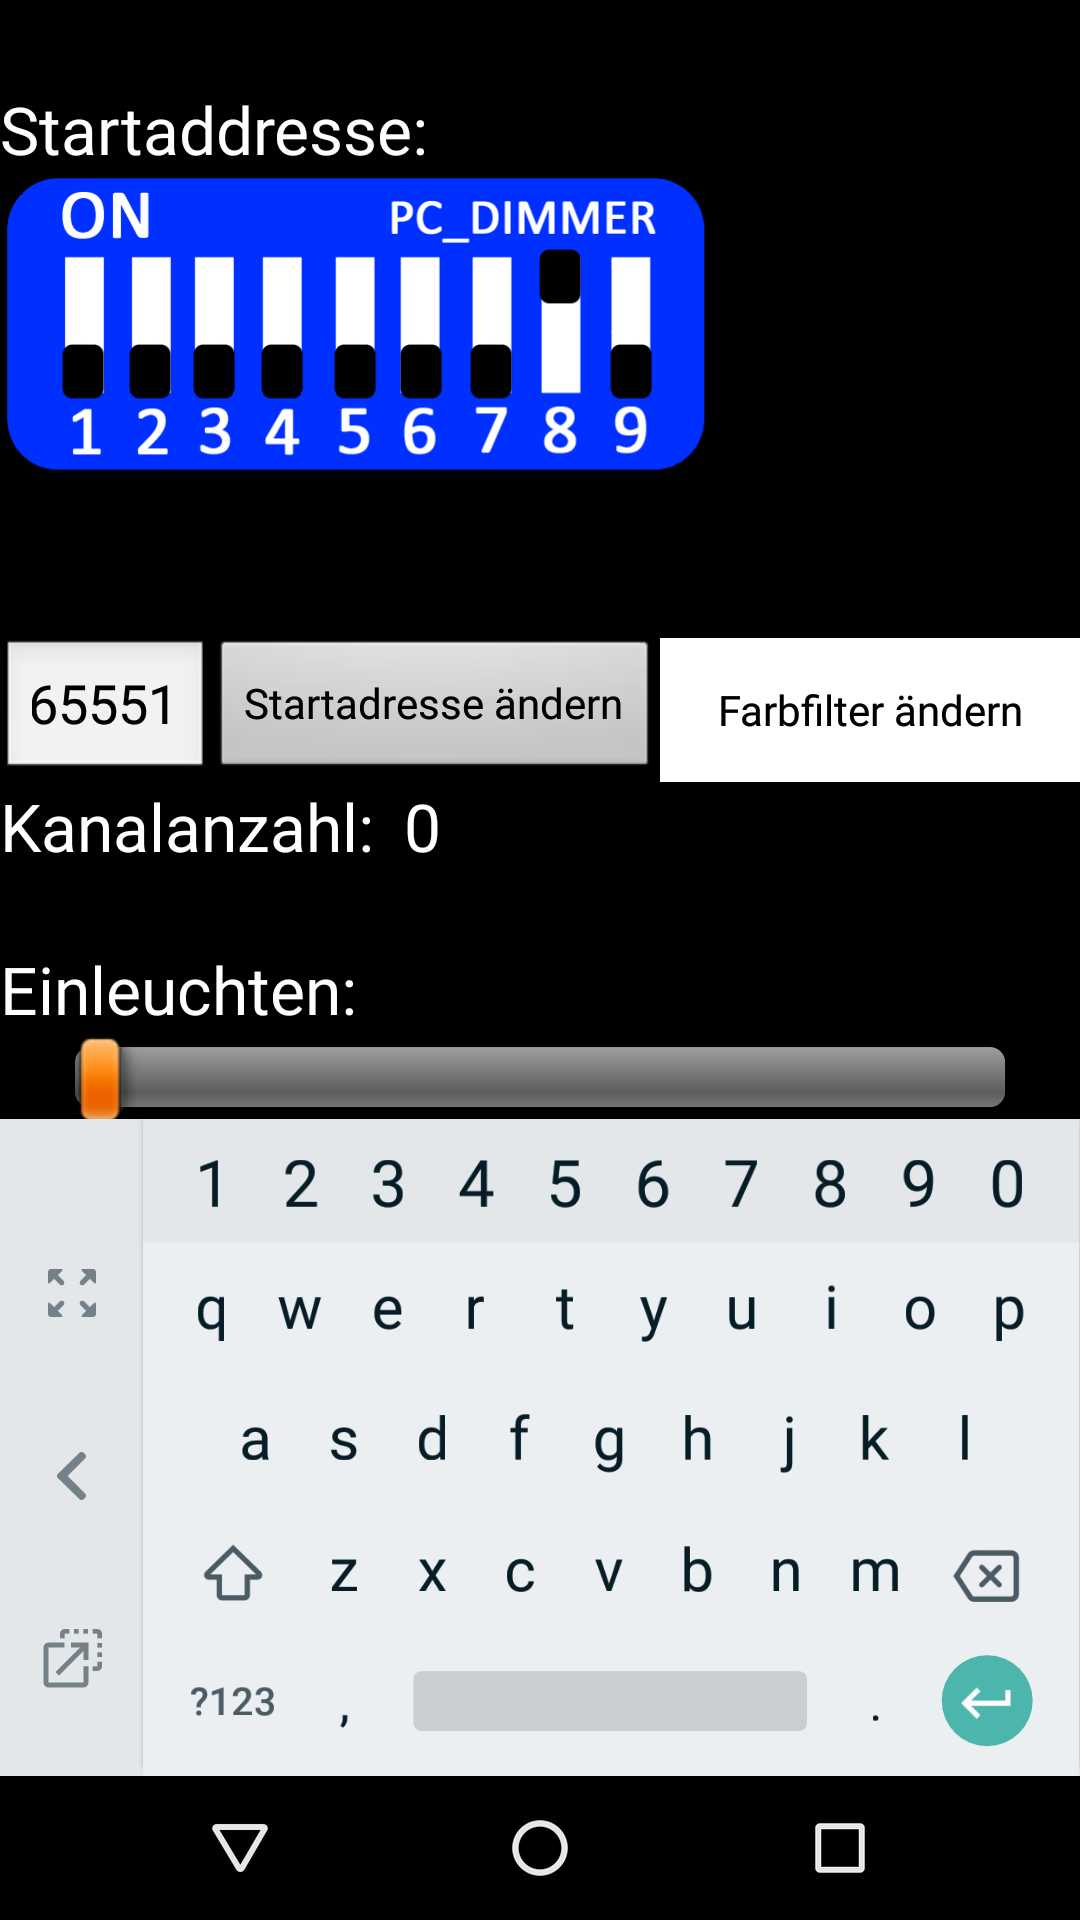 Startaddresse:
ON PC_DIMMER
1 2 3 4 5 6 7 8 9
65551 Startadresse ändern Farbfilter ändern
Kanalanzahl: 0
Einleuchten:
1 2 3 4 5 6 7 8 9 0
q w e r t y u i o p
a s d f g h j k l
z x c v b n m
?123 , .